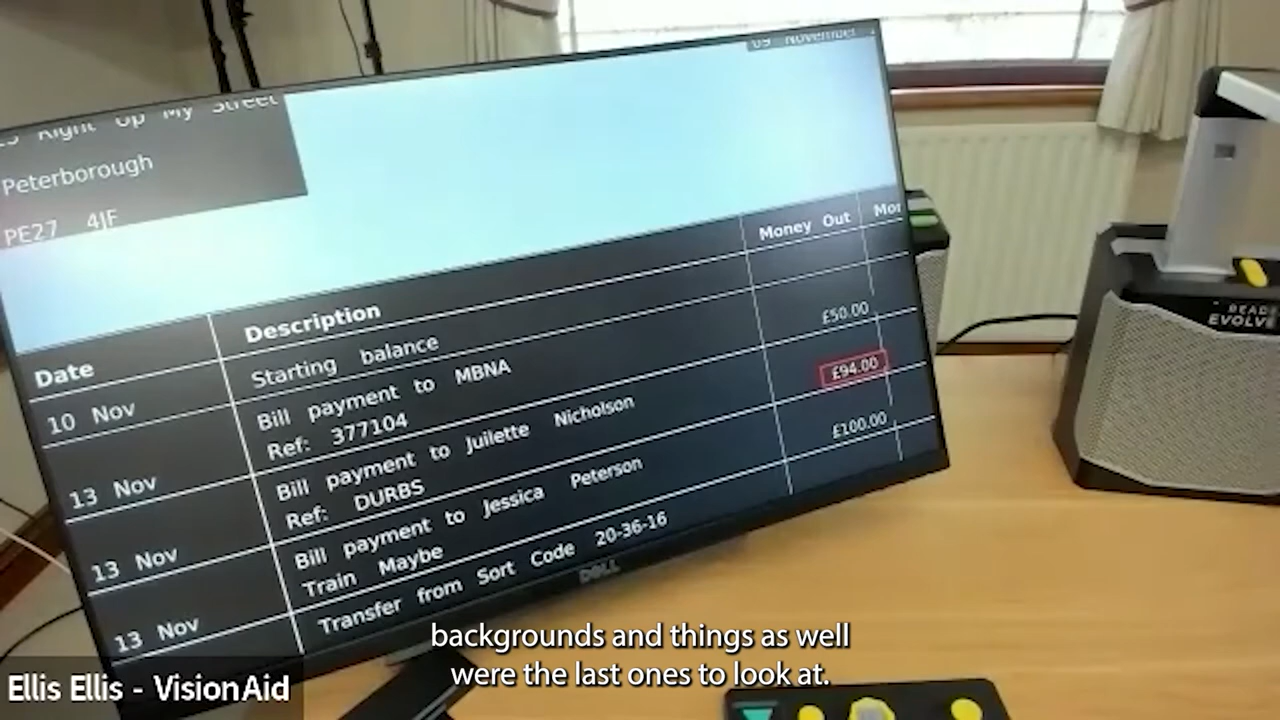 09 November
Right Up My Street
Peterborough
PE27 4JF
Date Description Money Out
10 Nov Starting balance
13 Nov Bill payment to MBNA £50.00
Ref: 377104
13 Nov Bill payment to Juilette Nicholson £94.00
Ref: DURBS
13 Nov Bill payment to Jessica Peterson £100.00
Train Maybe
Transfer from Sort Code 20-36-16
DELL
READ
EVOLVE
backgrounds and things as well
were the last ones to look at.
Ellis Ellis - VisionAid